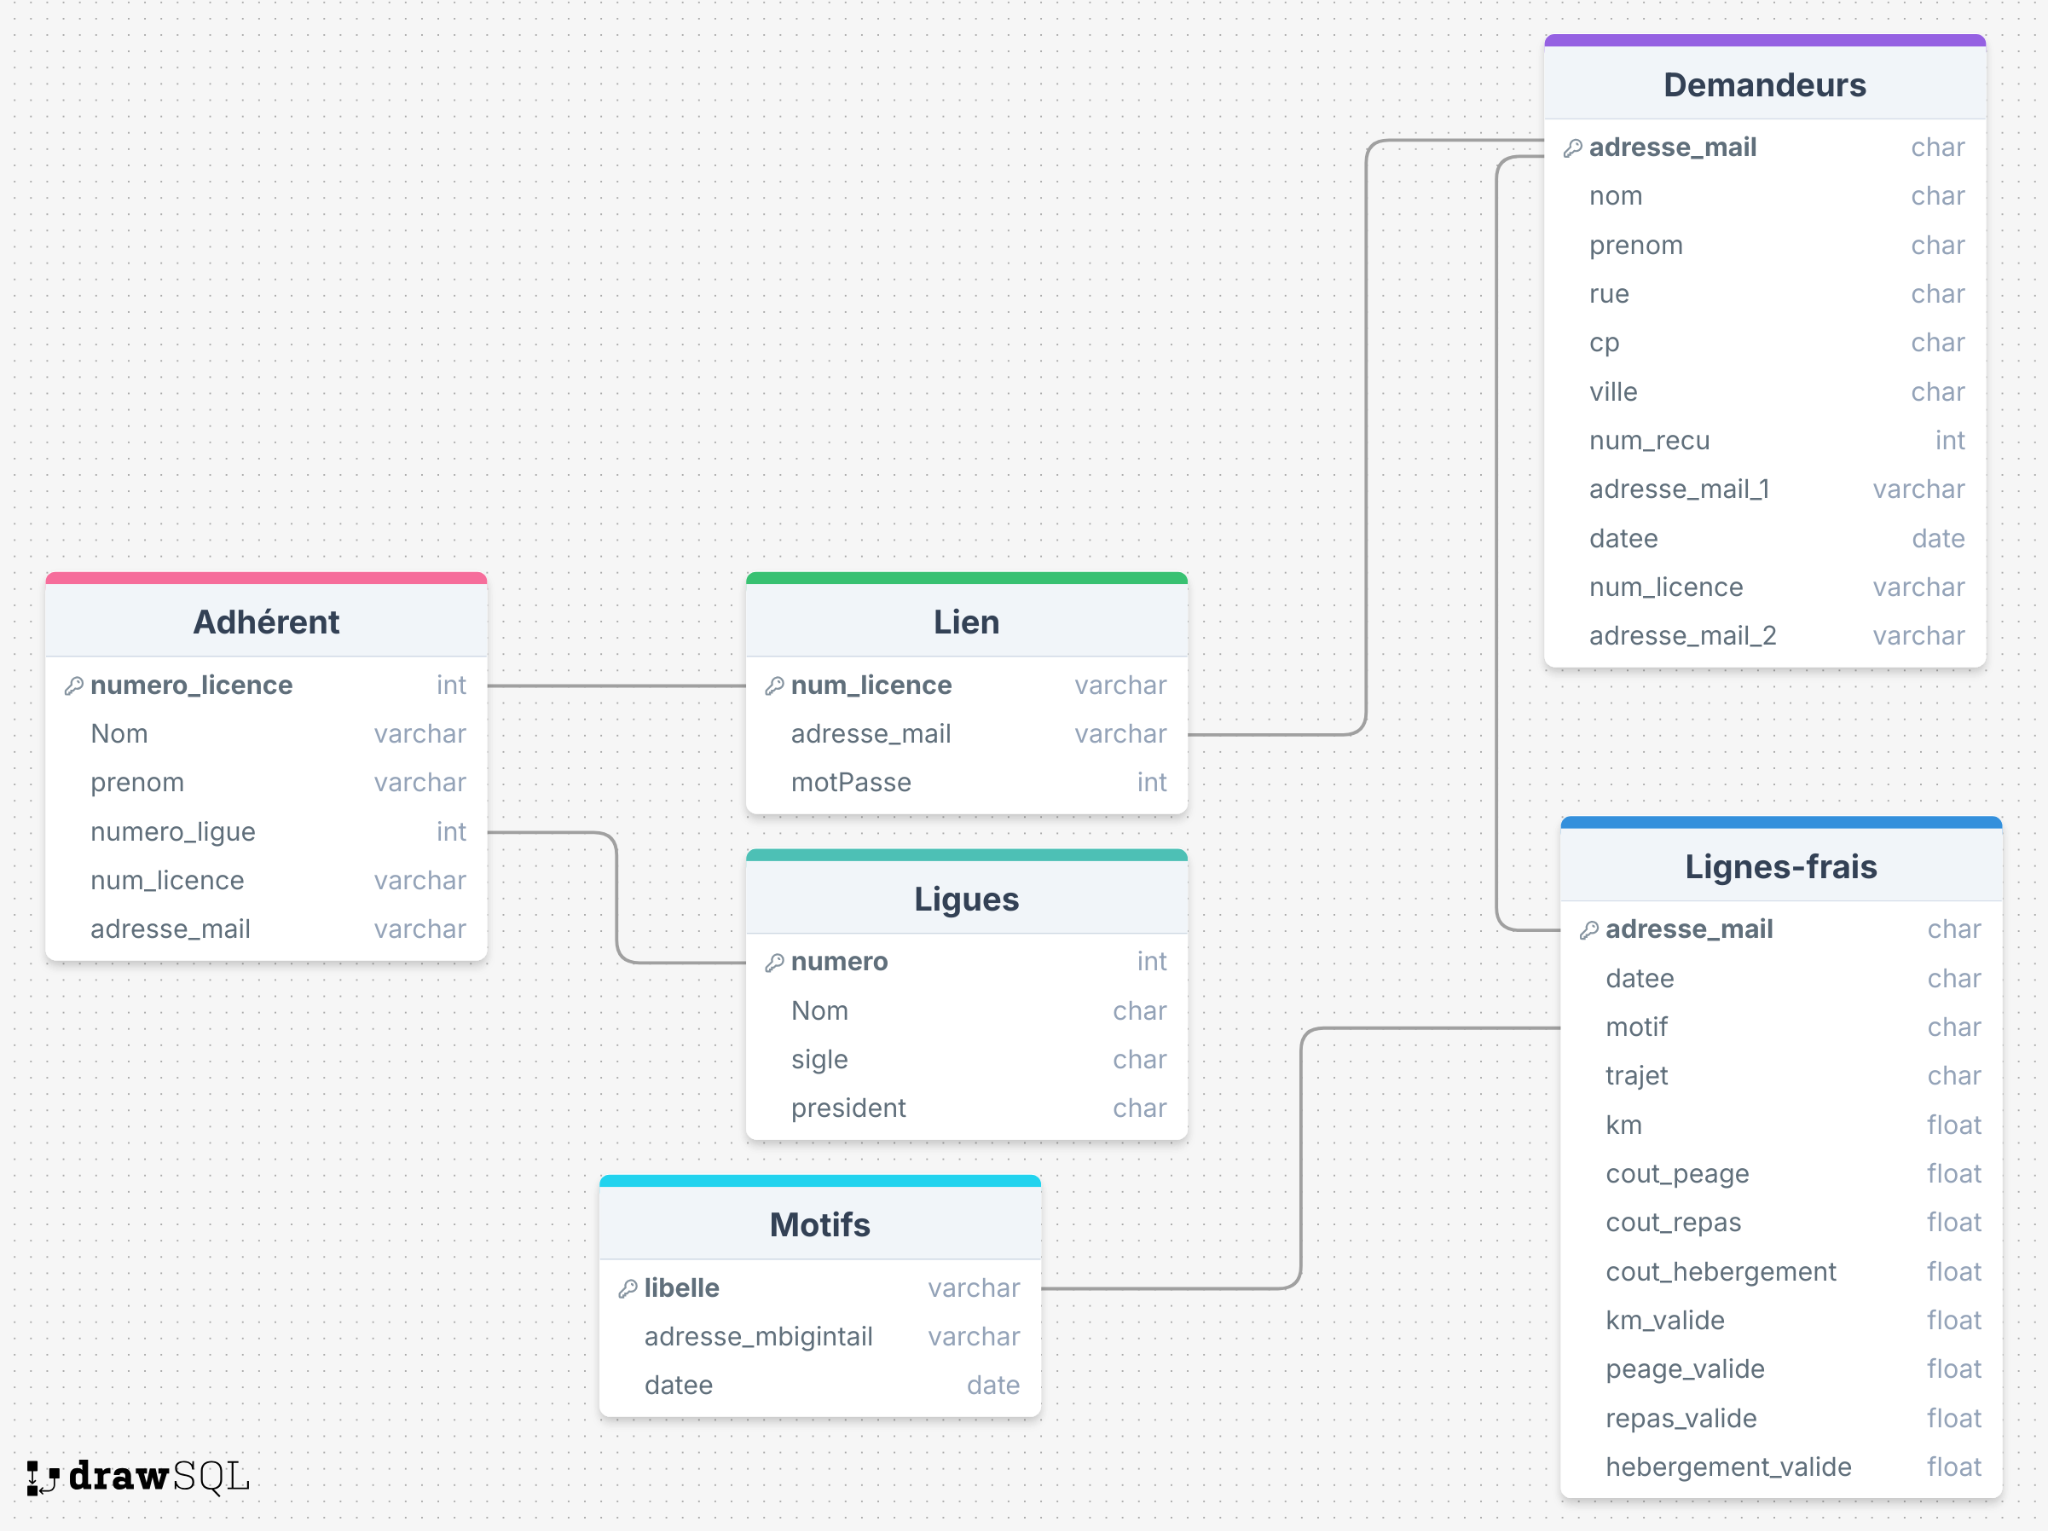 Demandeurs
adresse_mail char
nom char
prenom char
rue char
cp char
ville char
num_recu int
adresse_mail_1 varchar
datee date
num_licence varchar
adresse_mail_2 varchar
Adhérent
numero_licence int
Nom varchar
prenom varchar
numero_ligue int
num_licence varchar
adresse_mail varchar
Lien
num_licence varchar
adresse_mail varchar
motPasse int
Ligues
numero int
Nom char
sigle char
president char
Motifs
libelle varchar
adresse_mbigintail varchar
datee date
Lignes-frais
adresse_mail char
datee char
motif char
trajet char
km float
cout_peage float
cout_repas float
cout_hebergement float
km_valide float
peage_valide float
repas_valide float
hebergement_valide float
drawSQL